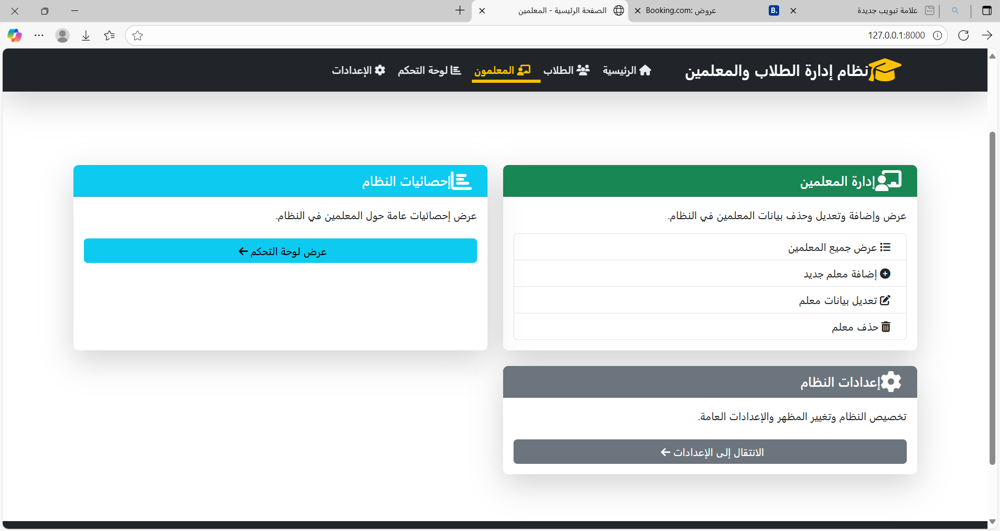 علامة تبويب جديدة
Booking.com: عروض
B.
الصفحة الرئيسية - المعلمين
127.0.0.1:8000
نظام إدارة الطلاب والمعلمين
الرئيسية
الطلاب
المعلمون
لوحة التحكم
الإعدادات
إدارة المعلمين
عرض وإضافة وتعديل وحذف بيانات المعلمين في النظام.
عرض جميع المعلمين
إضافة معلم جديد
تعديل بيانات معلم
حذف معلم
إحصائيات النظام
عرض إحصائيات عامة حول المعلمين في النظام.
عرض لوحة التحكم
إعدادات النظام
تخصيص النظام وتغيير المظهر والإعدادات العامة.
الانتقال إلى الإعدادات